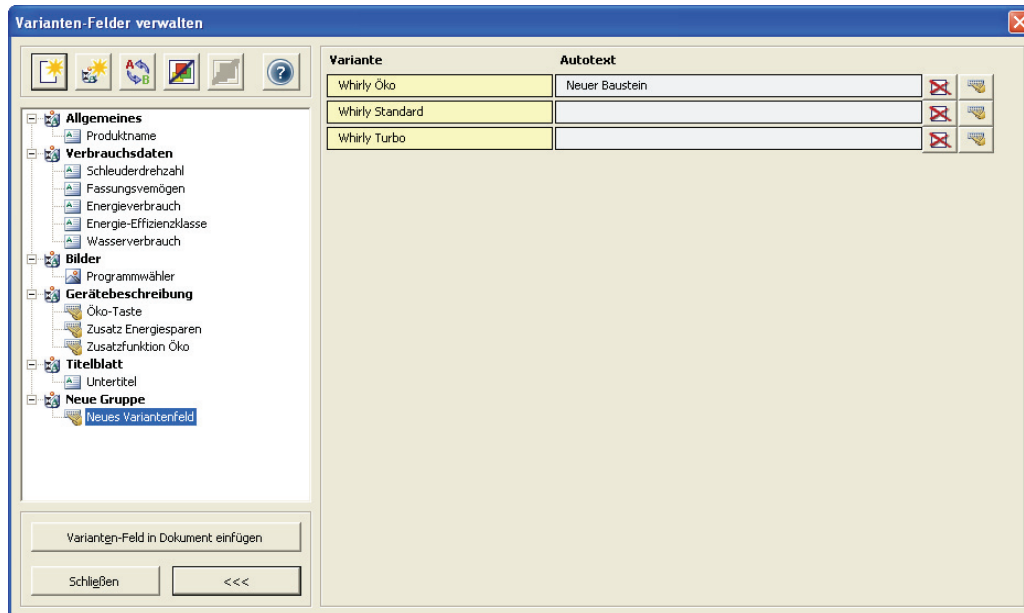 Varianten-Felder verwalten
A
B
Variante Autotext
Whirly Öko Neuer Baustein
Whirly Standard
Whirly Turbo
Allgemeines
Produktname
Verbrauchsdaten
Schleuderdrehzahl
Fassungsvemögen
Energieverbrauch
Energie-Effizienzklasse
Wasserverbrauch
Bilder
Programmwähler
Gerätebeschreibung
Öko-Taste
Zusatz Energiesparen
Zusatzfunktion Öko
Titelblatt
Untertitel
Neue Gruppe
Neues Variantenfeld
Varianten-Feld in Dokument einfügen
Schließen <<<